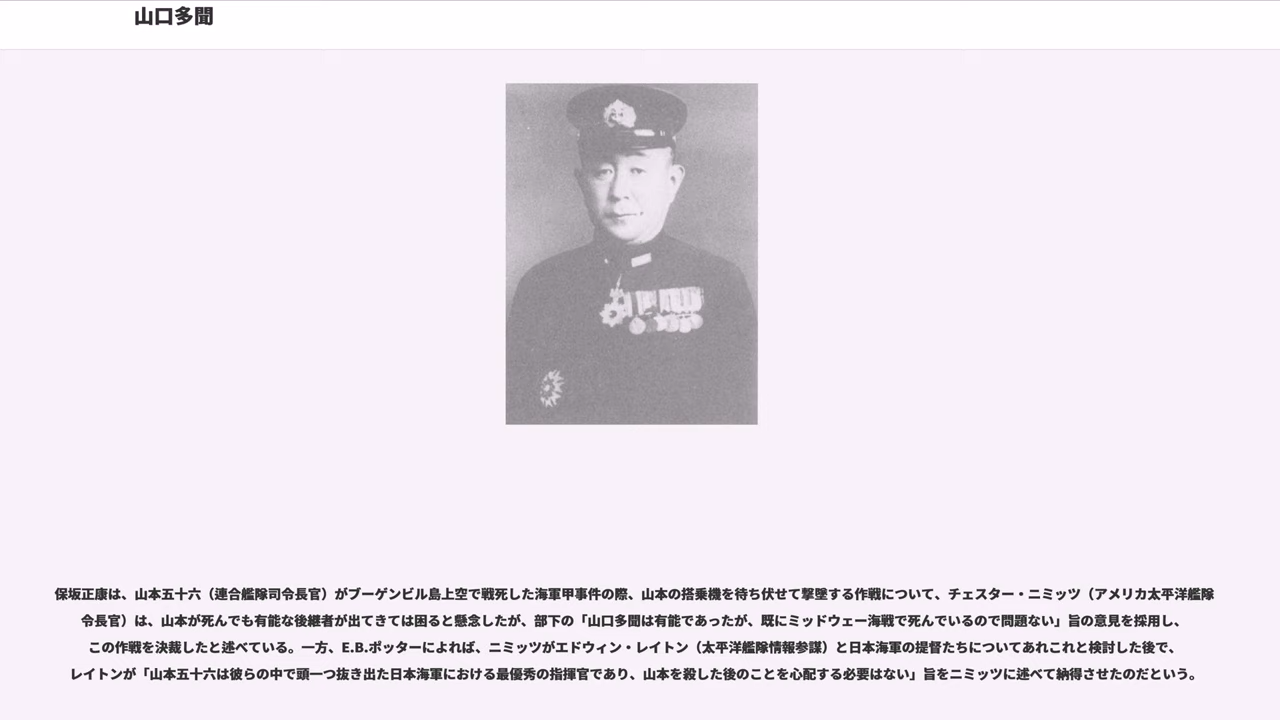 山口多聞
保坂正康は、山本五十六（連合艦隊司令長官）がブーゲンビル島上空で戦死した海軍甲事件の際、山本の搭乗機を待ち伏せて撃墜する作戦について、チェスター・ニミッツ（アメリカ太平洋艦隊
令長官）は、山本が死んでも有能な後継者が出てきては困ると懸念したが、部下の「山口多聞は有能であったが、既にミッドウェー海戦で死んでいるので問題ない」旨の意見を採用し、
この作戦を決裁したと述べている。一方、E.B.ポッターによれば、ニミッツがエドウィン・レイトン（太平洋艦隊情報参謀）と日本海軍の提督たちについてあれこれと検討した後で、
レイトンが「山本五十六は彼らの中で頭一つ抜き出た日本海軍における最優秀の指揮官であり、山本を殺した後のことを心配する必要はない」旨をニミッツに述べて納得させたのだという。